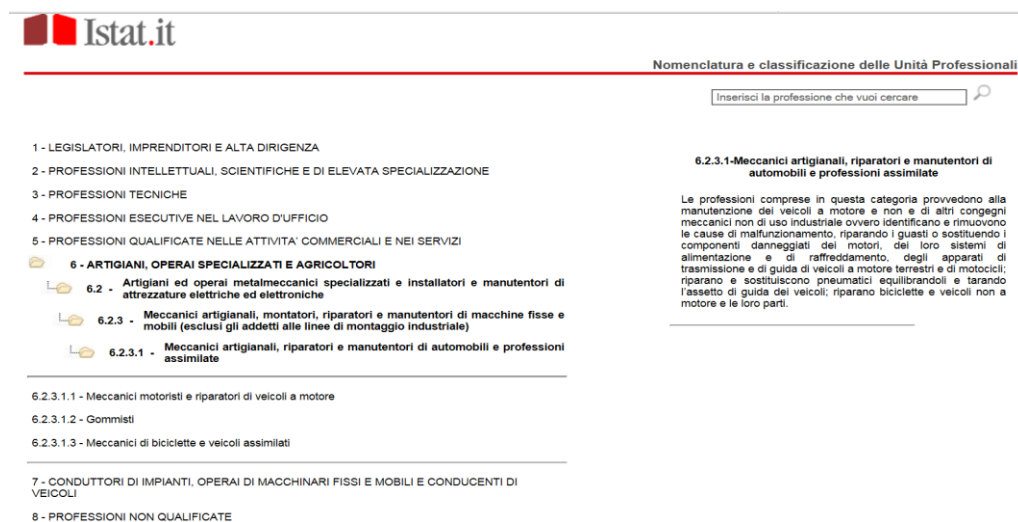 Istat.it
Nomenclatura e classificazione delle Unità Professionali
Inserisci la professione che vuoi cercare
1 - LEGISLATORI, IMPRENDITORI E ALTA DIRIGENZA
2 - PROFESSIONI INTELLETTUALI, SCIENTIFICHE E DI ELEVATA SPECIALIZZAZIONE
3 - PROFESSIONI TECNICHE
4 - PROFESSIONI ESECUTIVE NEL LAVORO D'UFFICIO
5 - PROFESSIONI QUALIFICATE NELLE ATTIVITA' COMMERCIALI E NEI SERVIZI
6 - ARTIGIANI, OPERAI SPECIALIZZATI E AGRICOLTORI
6.2 - Artigiani ed operai metalmeccanici specializzati e installatori e manutentori di
attrezzature elettriche ed elettroniche
6.2.3 - Meccanici artigianali, montatori, riparatori e manutentori di macchine fisse e
mobili (esclusi gli addetti alle linee di montaggio industriale)
6.2.3.1 - Meccanici artigianali, riparatori e manutentori di automobili e professioni
assimilate
6.2.3.1.1 - Meccanici motoristi e riparatori di veicoli a motore
6.2.3.1.2 - Gommisti
6.2.3.1.3 - Meccanici di biciclette e veicoli assimilati
7 - CONDUTTORI DI IMPIANTI, OPERAI DI MACCHINARI FISSI E MOBILI E CONDUCENTI DI
VEICOLI
8 - PROFESSIONI NON QUALIFICATE
6.2.3.1-Meccanici artigianali, riparatori e manutentori di
automobili e professioni assimilate
Le professioni comprese in questa categoria provvedono alla
manutenzione dei veicoli a motore e non e di altri congegni
meccanici non di uso industriale ovvero identificano e rimuovono
le cause di malfunzionamento, riparando i guasti o sostituendo i
componenti danneggiati dei motori, dei loro sistemi di
alimentazione e di raffreddamento, degli apparati di
trasmissione e di guida di veicoli a motore terrestri e di motocicli;
riparano e sostituiscono pneumatici equilibrandoli e tarando
l'assetto di guida dei veicoli; riparano biciclette e veicoli non a
motore e le loro parti.